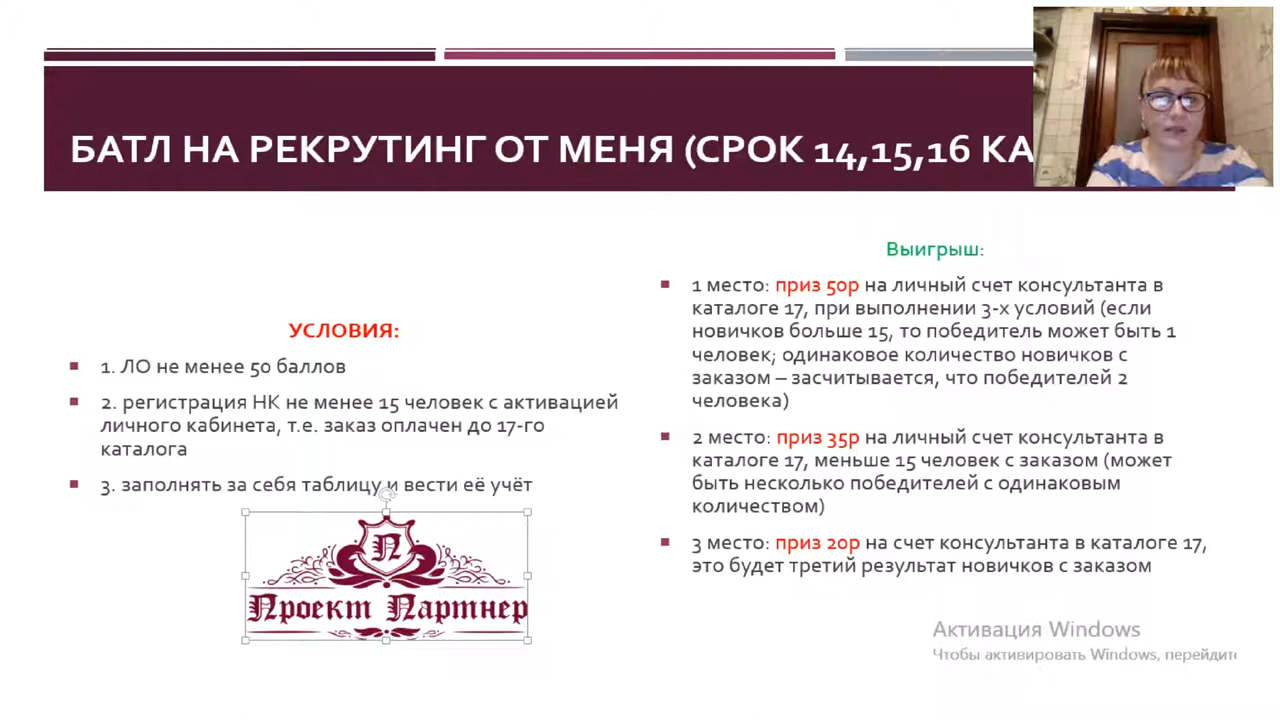 БАТЛ НА РЕКРУТИНГ ОТ МЕНЯ (СРОК 14,15,16 КА
УСЛОВИЯ:
1. ЛО не менее 50 баллов
2. регистрация НК не менее 15 человек с активацией
личного кабинета, т.е. заказ оплачен до 17-го
каталога
3. заполнять за себя таблицу и вести её учёт
П
Проект Партнер
Выигрыш:
1 место: приз 50р на личный счет консультанта в
каталоге 17, при выполнении 3-х условий (если
новичков больше 15, то победитель может быть 1
человек; одинаковое количество новичков с
заказом – засчитывается, что победителей 2
человека)
2 место: приз 35р на личный счет консультанта в
каталоге 17, меньше 15 человек с заказом (может
быть несколько победителей с одинаковым
количеством)
3 место: приз 20р на счет консультанта в каталоге 17,
это будет третий результат новичков с заказом
Активация Windows
Чтобы активировать Windows, перейдите